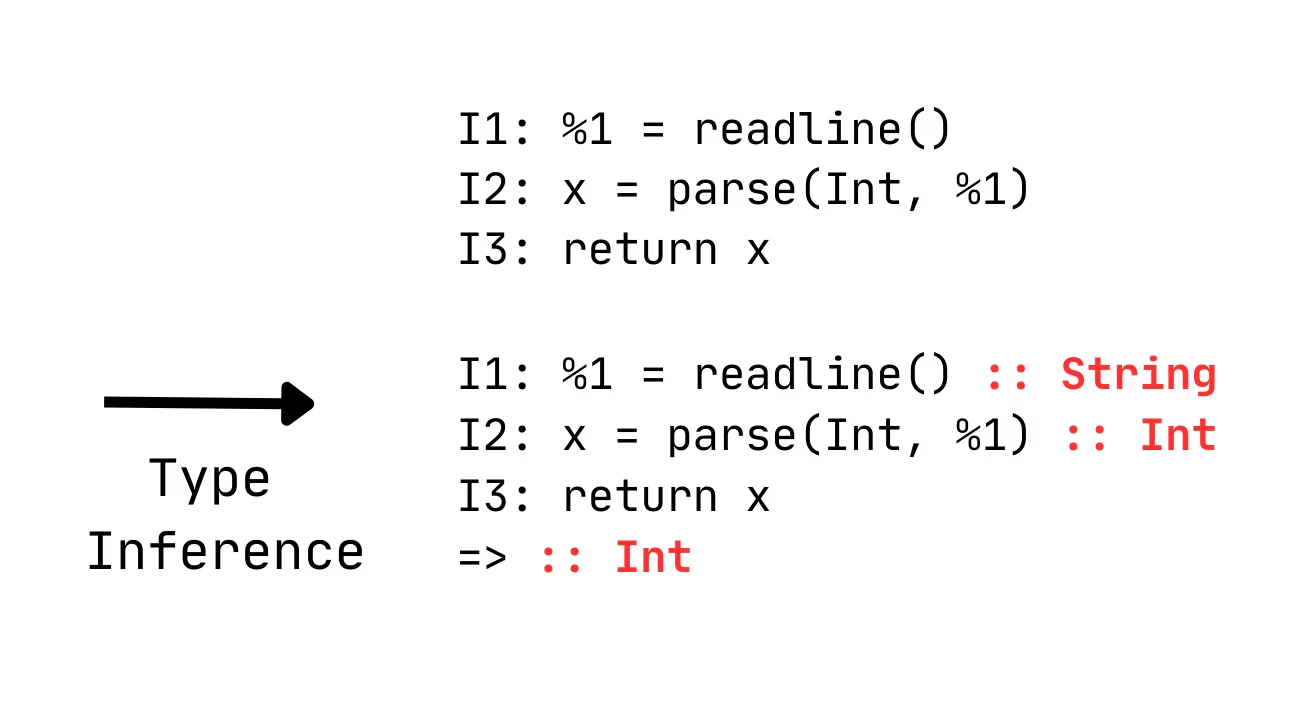 I1: %1 = readline()
I2: x = parse(Int, %1)
I3: return x
Type
Inference
I1: %1 = readline() :: String
I2: x = parse(Int, %1) :: Int
I3: return x
=> :: Int